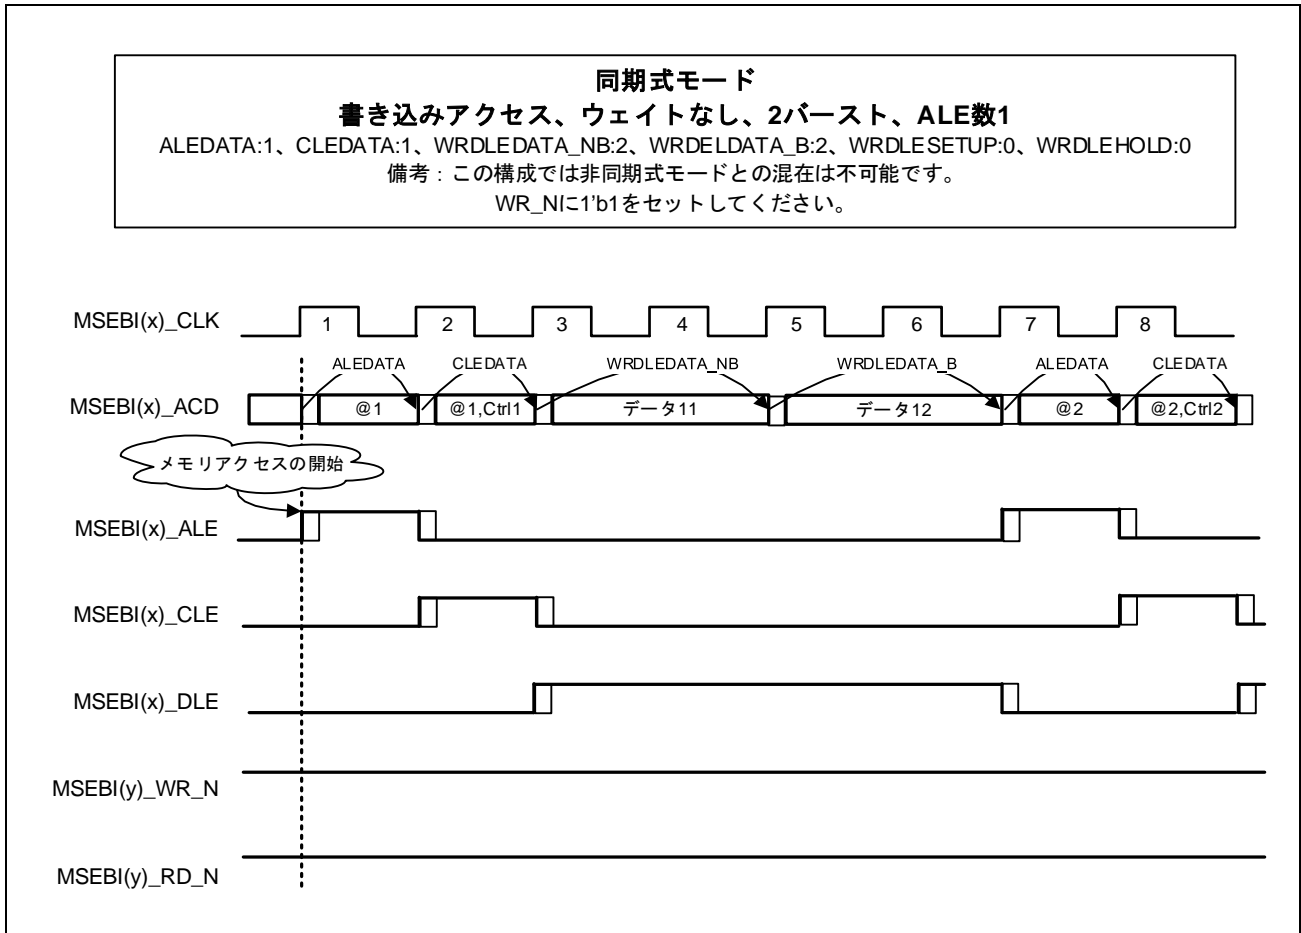 同期式モード
書き込みアクセス、ウェイトなし、2バースト、ALE数1
ALEDATA:1、CLEDATA:1、WRDLEDATA_NB:2、WRDELDATA_B:2、WRDLESETUP:0、WRDLEHOLD:0
備考：この構成では非同期式モードとの混在は不可能です。
WR_Nに1'b1をセットしてください。
MSEBI(x)_CLK 1 2 3 4 5 6 7 8
ALEDATA CLEDATA WRDLEDATA_NB WRDLEDATA_B ALEDATA CLEDATA
MSEBI(x)_ACD @1 @1,Ctrl1 データ11 データ12 @2 @2,Ctrl2
メモリアクセスの開始
MSEBI(x)_ALE
MSEBI(x)_CLE
MSEBI(x)_DLE
MSEBI(y)_WR_N
MSEBI(y)_RD_N